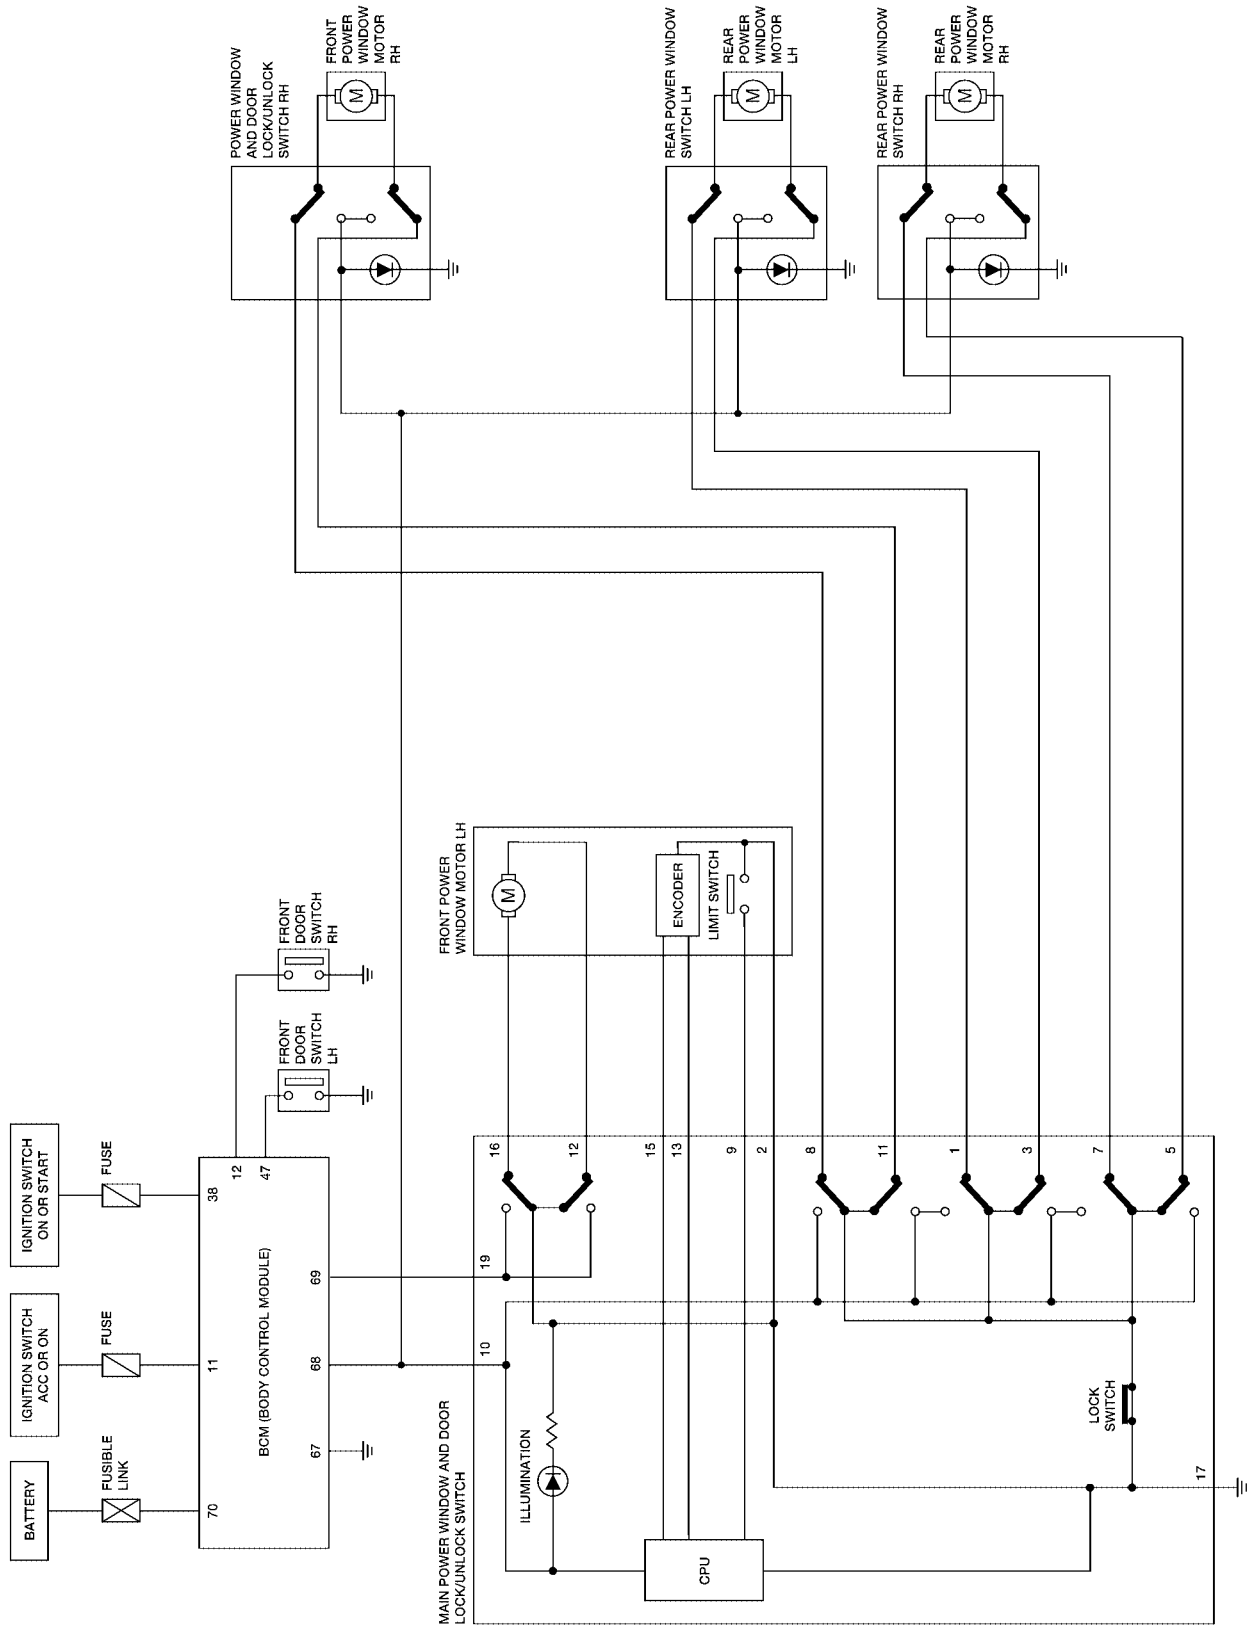 BATTERY
FUSIBLE
LINK
70
IGNITION SWITCH
ACC OR ON
FUSE
11
IGNITION SWITCH
ON OR START
FUSE
38
BCM (BODY CONTROL MODULE)
12
47
67
68
69
FRONT
DOOR
SWITCH
LH
FRONT
DOOR
SWITCH
RH
POWER WINDOW
AND DOOR
LOCK/UNLOCK
SWITCH RH
FRONT
POWER
WINDOW
MOTOR
RH
M
MAIN POWER WINDOW AND DOOR
LOCK/UNLOCK SWITCH
10
19
ILLUMINATION
CPU
LOCK
SWITCH
17
16
12
15
13
9
2
8
11
1
3
7
5
FRONT POWER
WINDOW MOTOR LH
M
ENCODER
LIMIT SWITCH
REAR POWER WINDOW
SWITCH LH
REAR
POWER
WINDOW
MOTOR
LH
M
REAR POWER WINDOW
SWITCH RH
REAR
POWER
WINDOW
MOTOR
RH
M